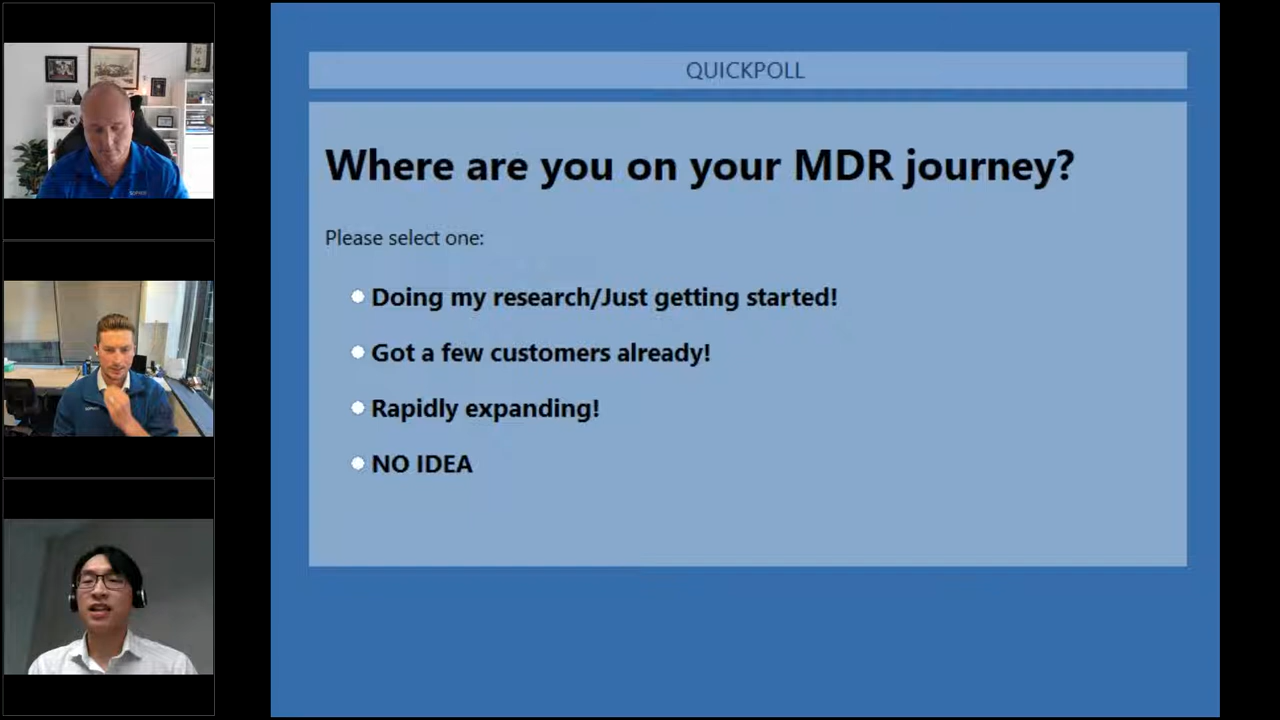 QUICKPOLL
Where are you on your MDR journey?
Please select one:
Doing my research/Just getting started!
Got a few customers already!
Rapidly expanding!
NO IDEA